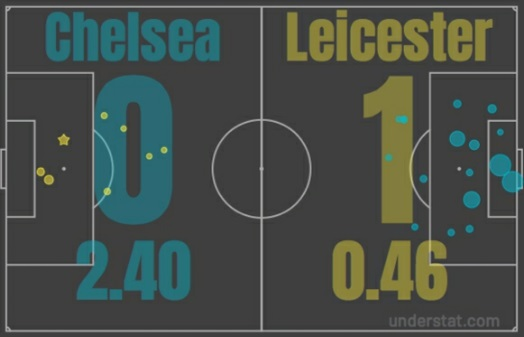 Chelsea Leicester
0 1
2.40 0.46
understat.com